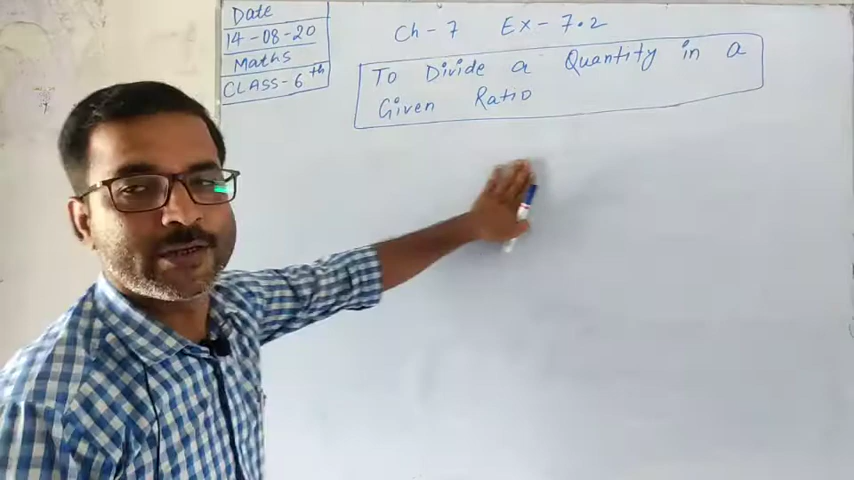 Date
14-08-20
Maths
CLASS-6th
Ch-7 Ex-7.2
To Divide a Quantity in a
Given Ratio